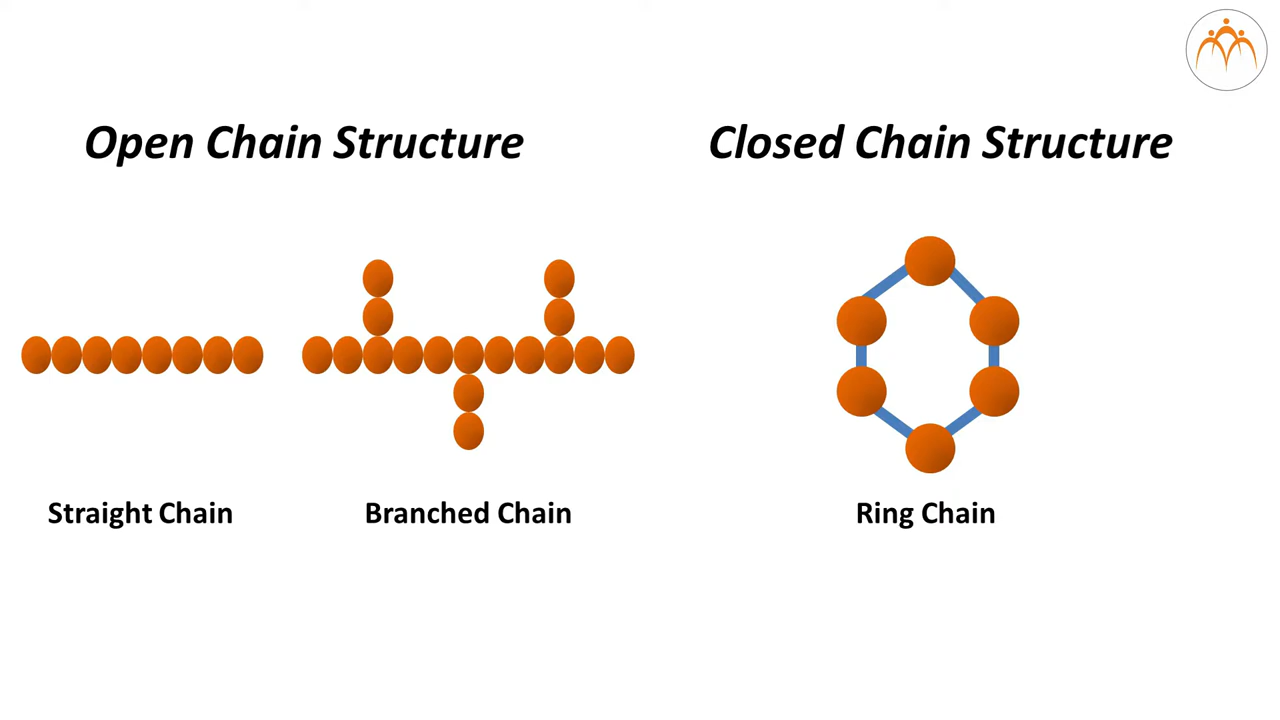 Open Chain Structure
Closed Chain Structure
Straight Chain
Branched Chain
Ring Chain